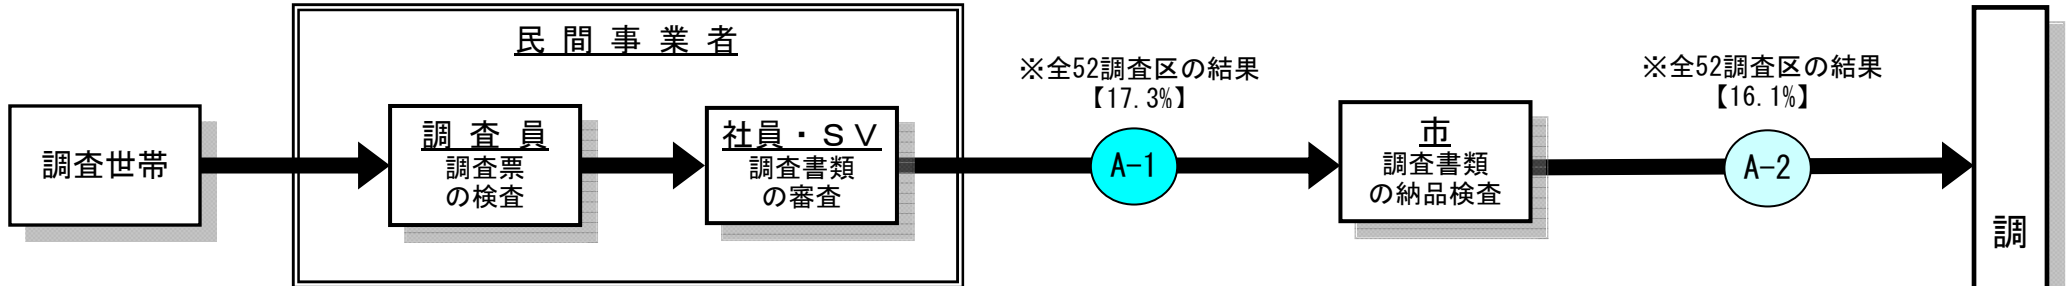 民間事業者
調査世帯
調査員
調査票
の検査
社員・ＳＶ
調査書類
の審査
※全52調査区の結果
【17.3%】
A-1
市
調査書類
の納品検査
※全52調査区の結果
【16.1%】
A-2
調